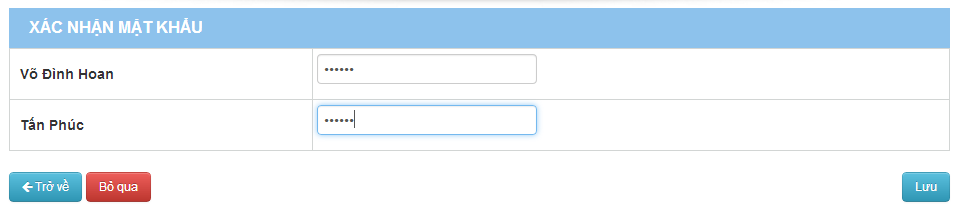 XÁC NHẬN MẬT KHẨU
Võ Đình Hoan ••••••
Tấn Phúc ••••••
Trở về Bỏ qua Lưu